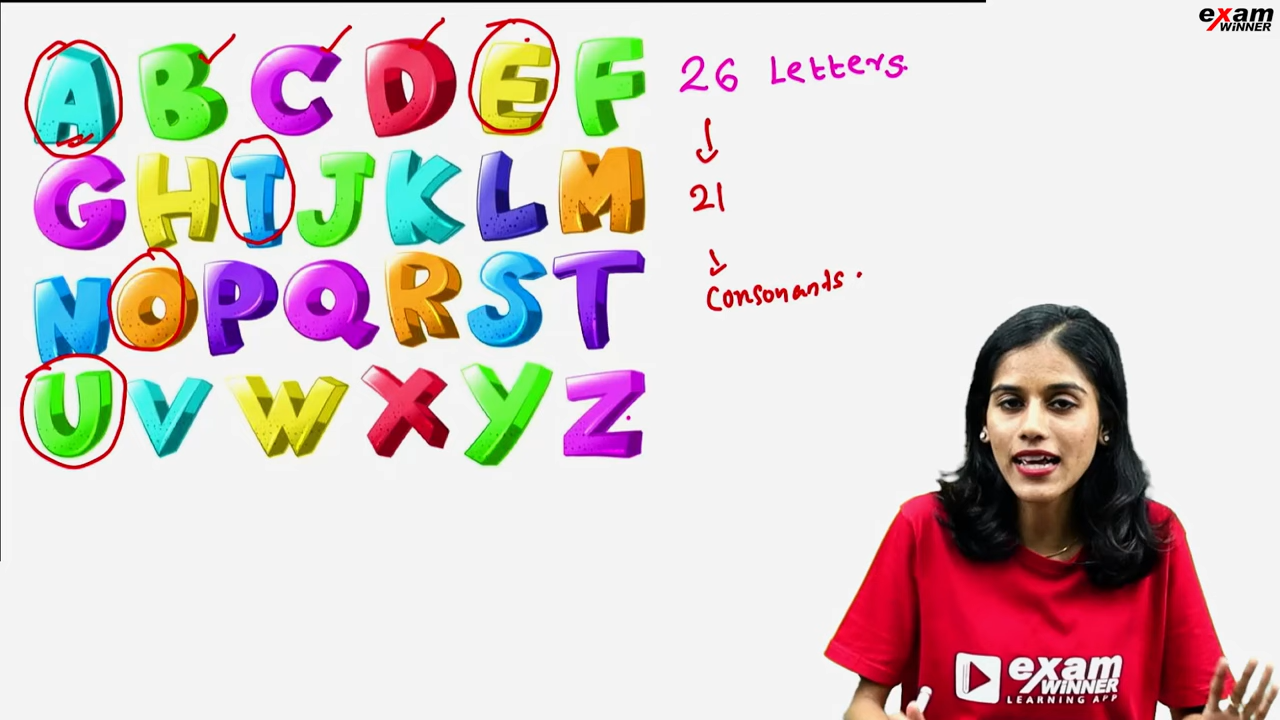 exam
WINNER
A B C D E F
26 Letters.
G H I J K L M
21
N O P Q R S T
Consonants.
U V W X Y Z
exam
WINNER
LEARNING APP